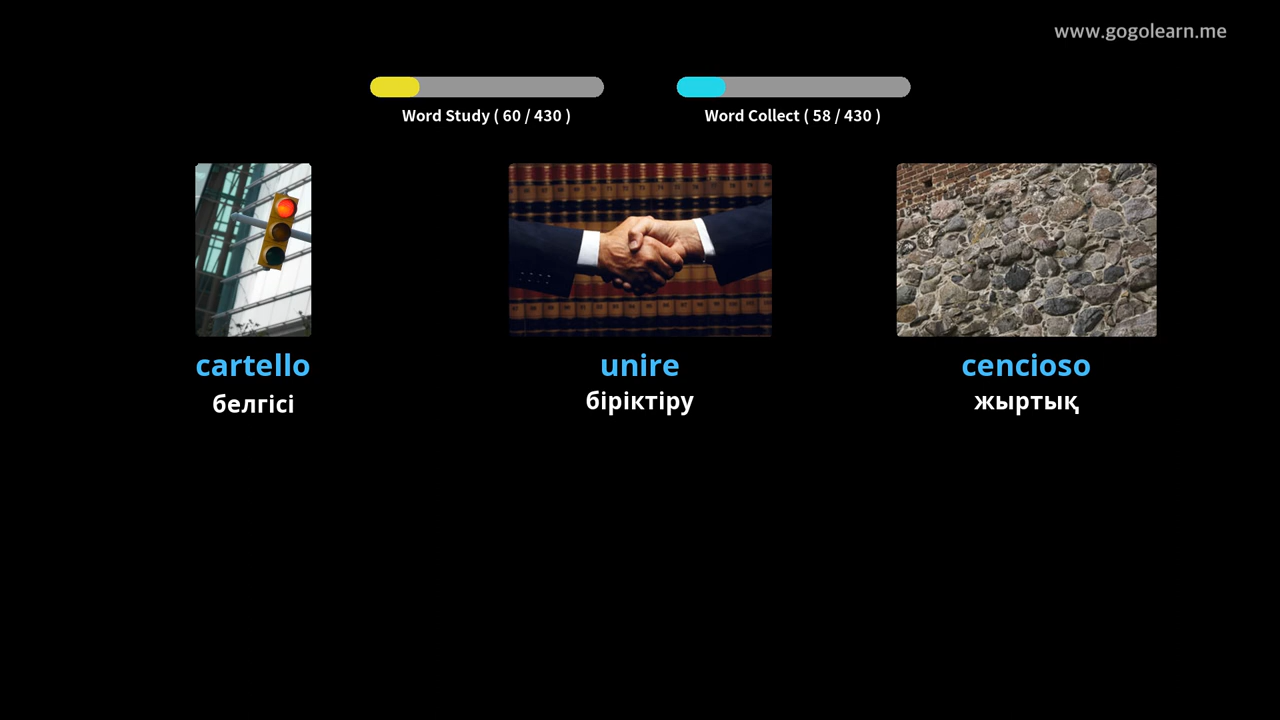 www.gogolearn.me
Word Study ( 60 / 430 )
Word Collect ( 58 / 430 )
cartello
unire
cencioso
белгісі
біріктіру
жыртық